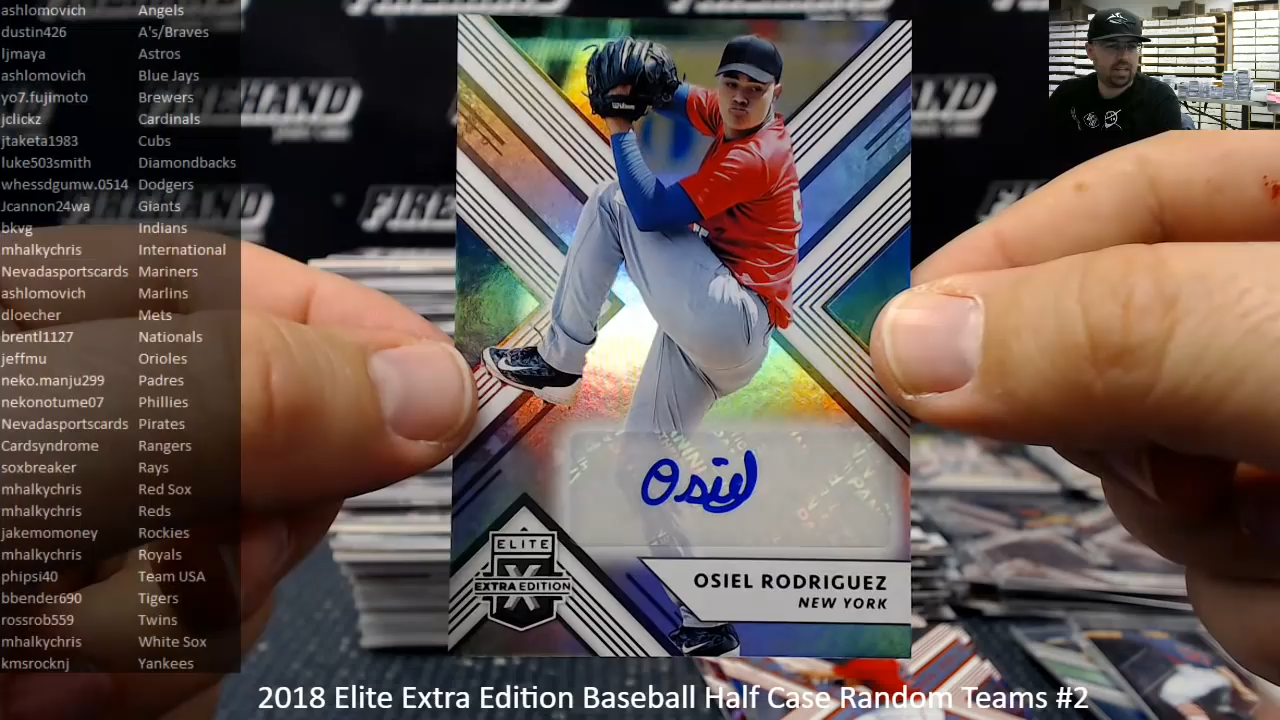 ashlomovich Angels
dustin426 A's/Braves
ljmaya Astros
ashlomovich Blue Jays
yo7.fujimoto Brewers
jclickz Cardinals
jtaketa1983 Cubs
luke503smith Diamondbacks
whessdgumw.0514 Dodgers
Jcannon24wa Giants
bkvg Indians
mhalkychris International
Nevadasportscards Mariners
ashlomovich Marlins
dloecher Mets
brentl1127 Nationals
jeffmu Orioles
neko.manju299 Padres
nekonotume07 Phillies
Nevadasportscards Pirates
Cardsyndrome Rangers
soxbreaker Rays
mhalkychris Red Sox
mhalkychris Reds
jakemomoney Rockies
mhalkychris Royals
phipsi40 Team USA
bbender690 Tigers
rossrob559 Twins
mhalkychris White Sox
kmsrocknj Yankees
Wilson
Osiel
ELITE
EXTRA EDITION
OSIEL RODRIGUEZ
NEW YORK
2018 Elite Extra Edition Baseball Half Case Random Teams #2